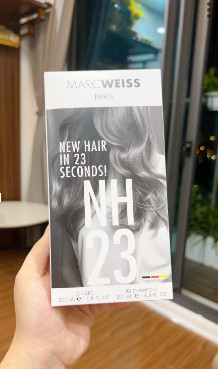 MARCWEISS
PARIS
NEW HAIR
IN 23
SECONDS!
NH
23